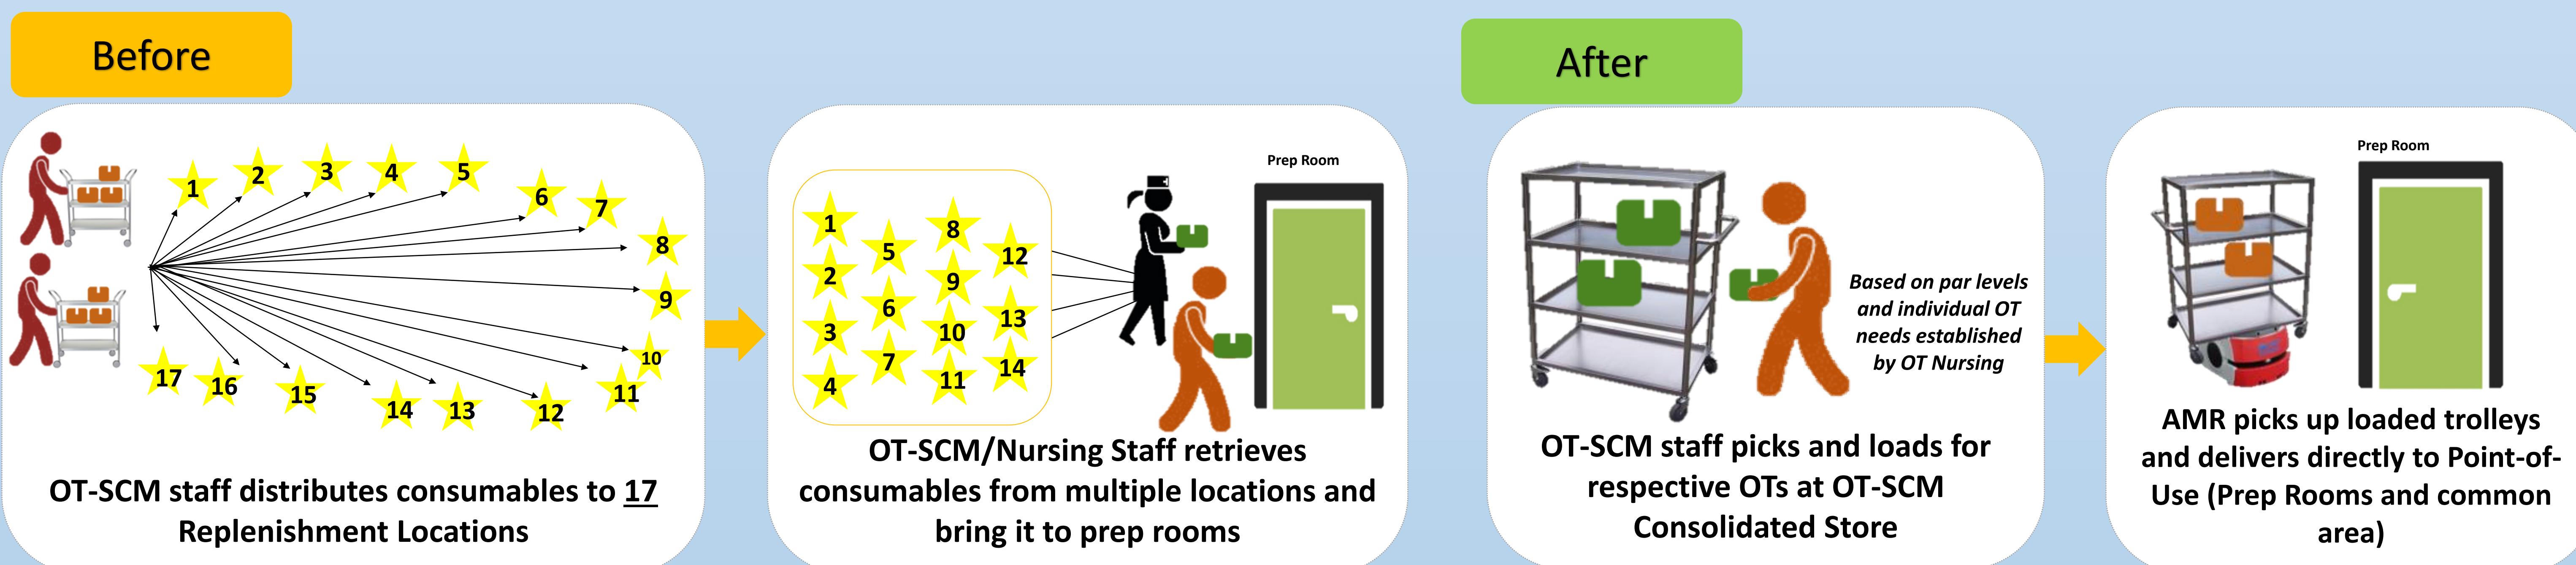 Before
1
2
3
4
5
6
7
8
9
10
11
12
13
14
15
16
17
OT-SCM staff distributes consumables to 17
Replenishment Locations
Prep Room
1
2
3
4
5
6
7
8
9
10
11
12
13
14
OT-SCM/Nursing Staff retrieves
consumables from multiple locations and
bring it to prep rooms
After
Based on par levels
and individual OT
needs established
by OT Nursing
OT-SCM staff picks and loads for
respective OTs at OT-SCM
Consolidated Store
Prep Room
AMR picks up loaded trolleys
and delivers directly to Point-of-
Use (Prep Rooms and common
area)